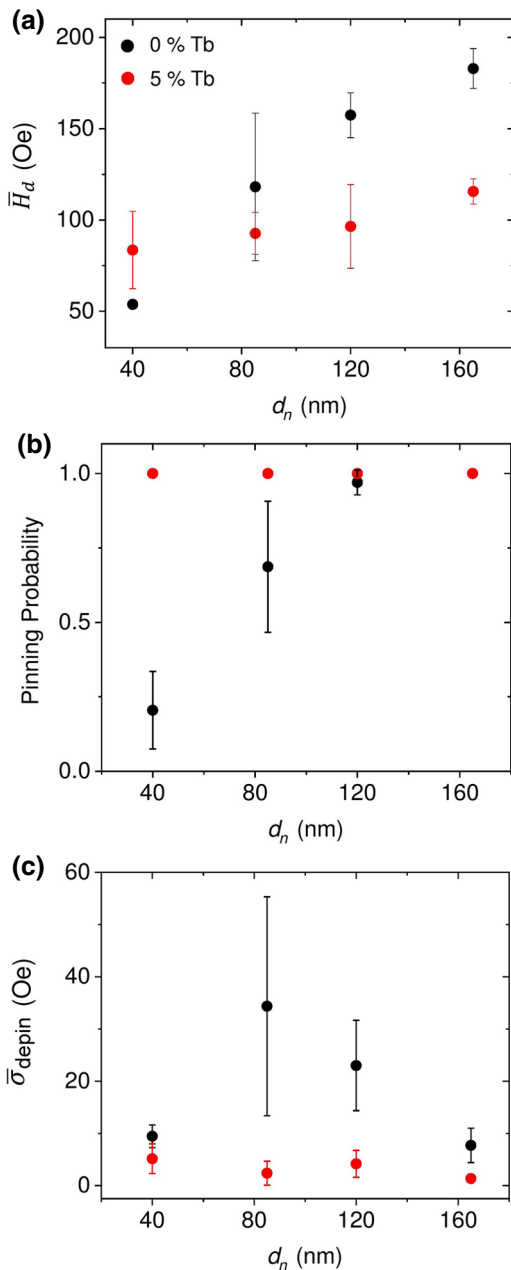 (a)
0 % Tb
5 % Tb
200
150
100
50
H̅d (Oe)
40 80 120 160
dn (nm)
(b)
1.0
0.5
0.0
Pinning Probability
40 80 120 160
dn (nm)
(c)
60
40
20
0
σ̅depin (Oe)
40 80 120 160
dn (nm)